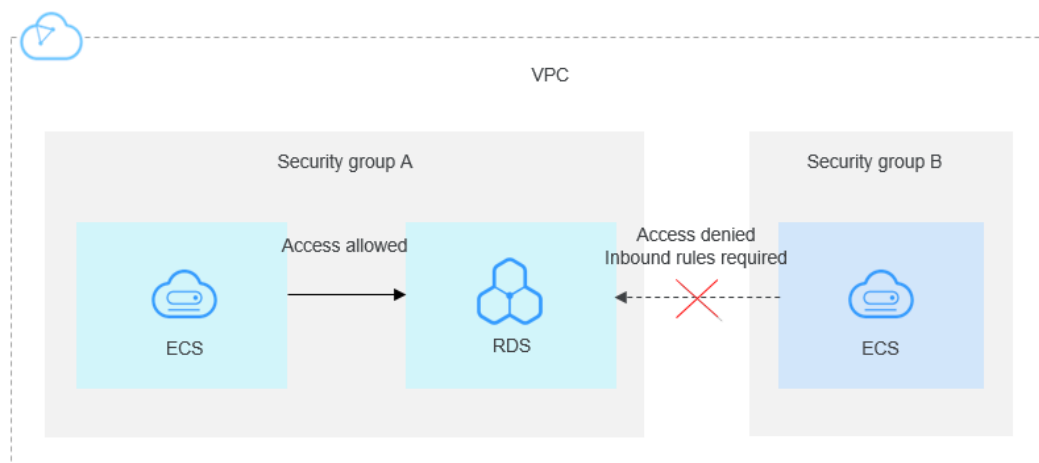 VPC
Security group A
Security group B
Access allowed
Access denied
Inbound rules required
ECS
RDS
ECS